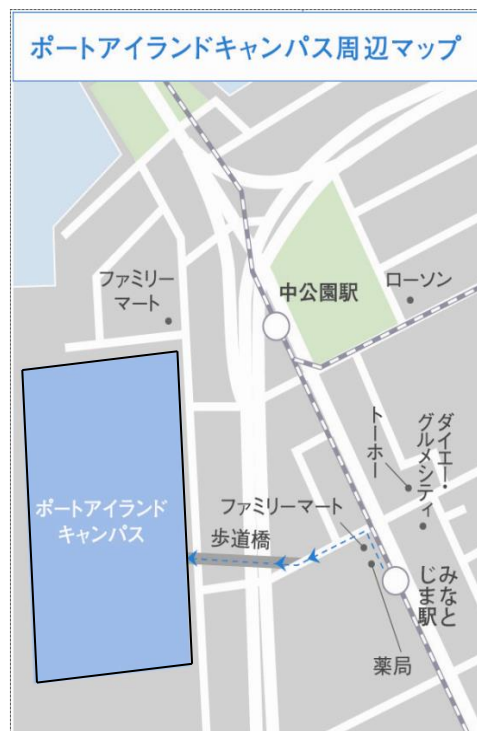 ポートアイランドキャンパス周辺マップ
ファミリー
マート
中公園駅
ローソン
ダイエー・
グルメシティ
トーホー
ポートアイランド
キャンパス
ファミリーマート
歩道橋
みなと
じま駅
薬局